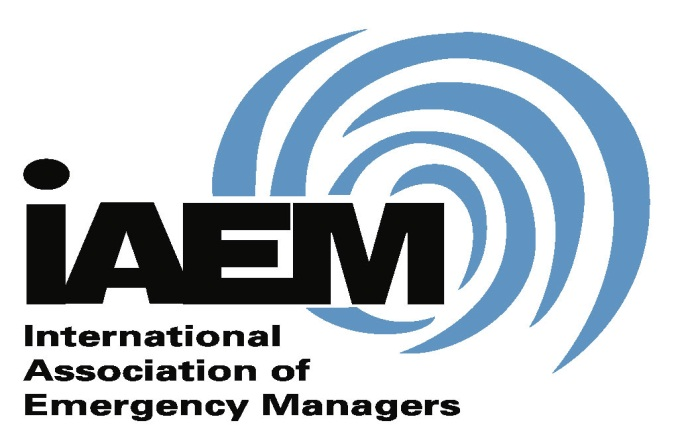 iAEM
International
Association of
Emergency Managers